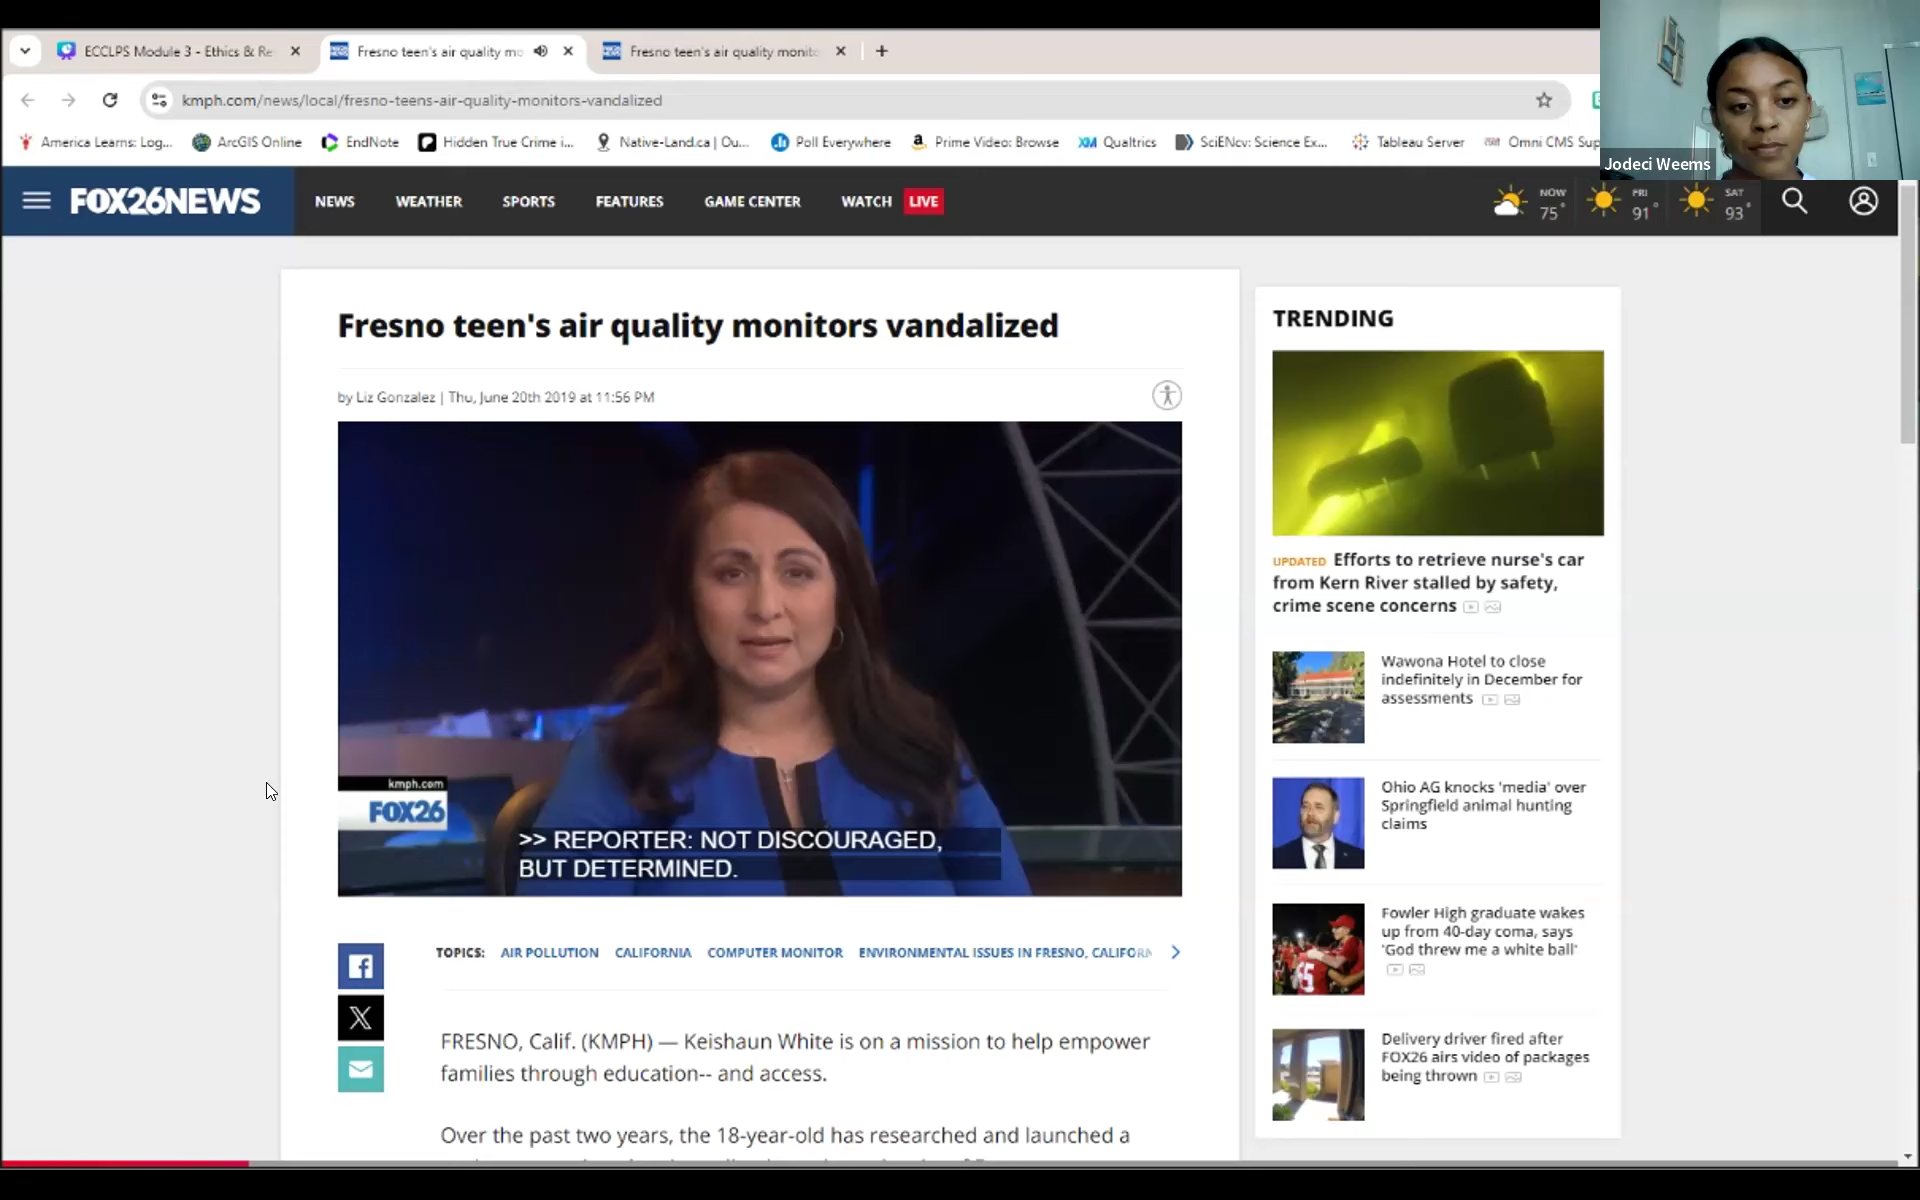 ECCLPS Module 3 - Ethics & Re
Fresno teen's air quality mo
Fresno teen's air quality monito
kmph.com/news/local/fresno-teens-air-quality-monitors-vandalized
America Learns: Log...
ArcGIS Online
EndNote
Hidden True Crime i...
Native-Land.ca | Ou...
Poll Everywhere
Prime Video: Browse
XM Qualtrics
SciENcv: Science Ex...
Tableau Server
Omni CMS Sup
Jodeci Weems
FOX26NEWS
NEWS
WEATHER
SPORTS
FEATURES
GAME CENTER
WATCH LIVE
NOW
75°
FRI
91°
SAT
93°
Fresno teen's air quality monitors vandalized
by Liz Gonzalez | Thu, June 20th 2019 at 11:56 PM
kmph.com
FOX26
>> REPORTER: NOT DISCOURAGED,
BUT DETERMINED.
TOPICS: AIR POLLUTION CALIFORNIA COMPUTER MONITOR ENVIRONMENTAL ISSUES IN FRESNO, CALIFORN
FRESNO, Calif. (KMPH) — Keishaun White is on a mission to help empower
families through education-- and access.
Over the past two years, the 18-year-old has researched and launched a
TRENDING
UPDATED Efforts to retrieve nurse's car
from Kern River stalled by safety,
crime scene concerns
Wawona Hotel to close
indefinitely in December for
assessments
Ohio AG knocks 'media' over
Springfield animal hunting
claims
Fowler High graduate wakes
up from 40-day coma, says
'God threw me a white ball'
Delivery driver fired after
FOX26 airs video of packages
being thrown